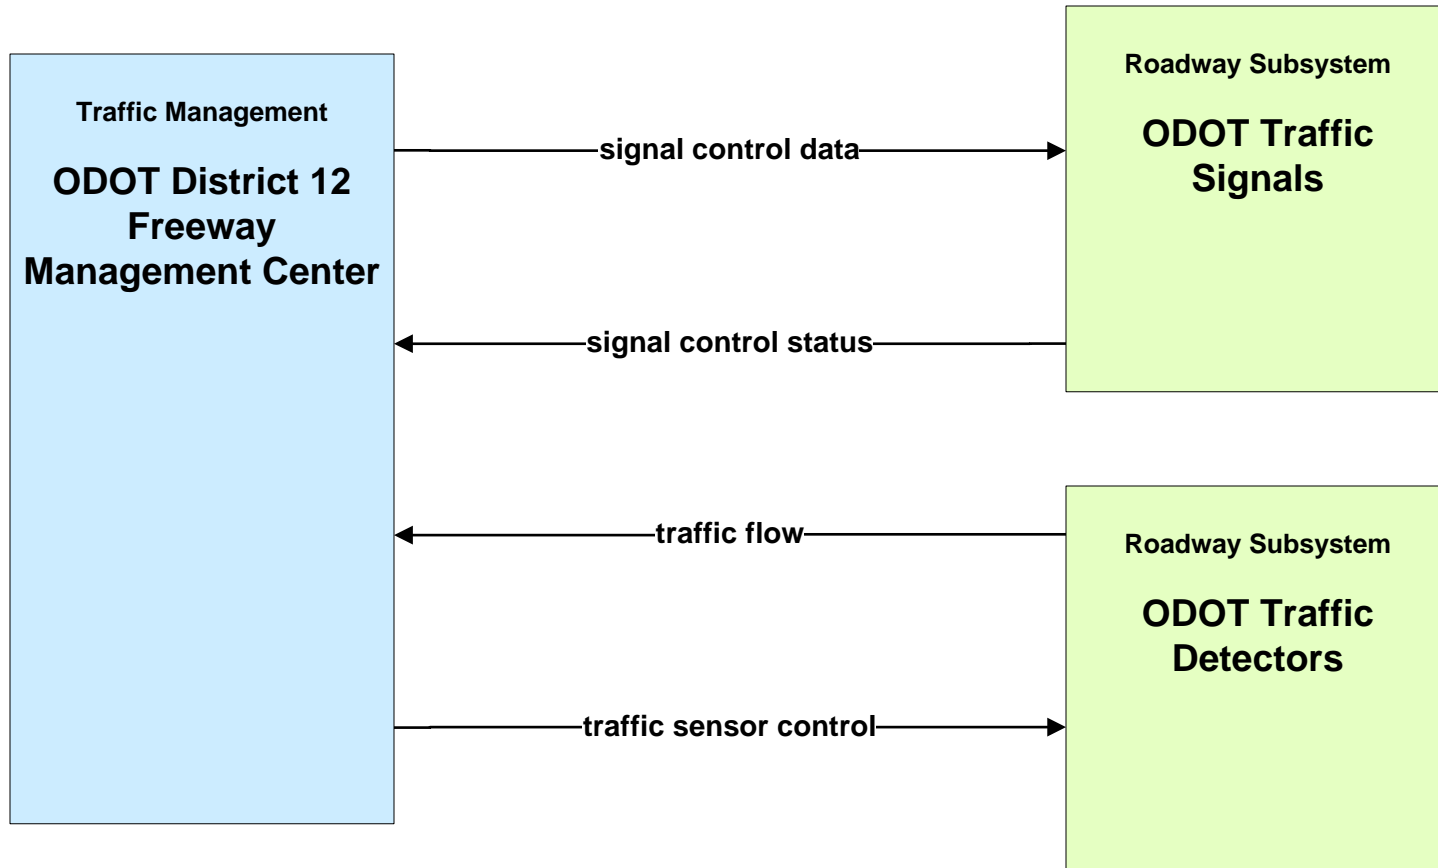 Traffic Management
ODOT District 12
Freeway
Management Center
signal control data
signal control status
traffic flow
traffic sensor control
Roadway Subsystem
ODOT Traffic
Signals
Roadway Subsystem
ODOT Traffic
Detectors